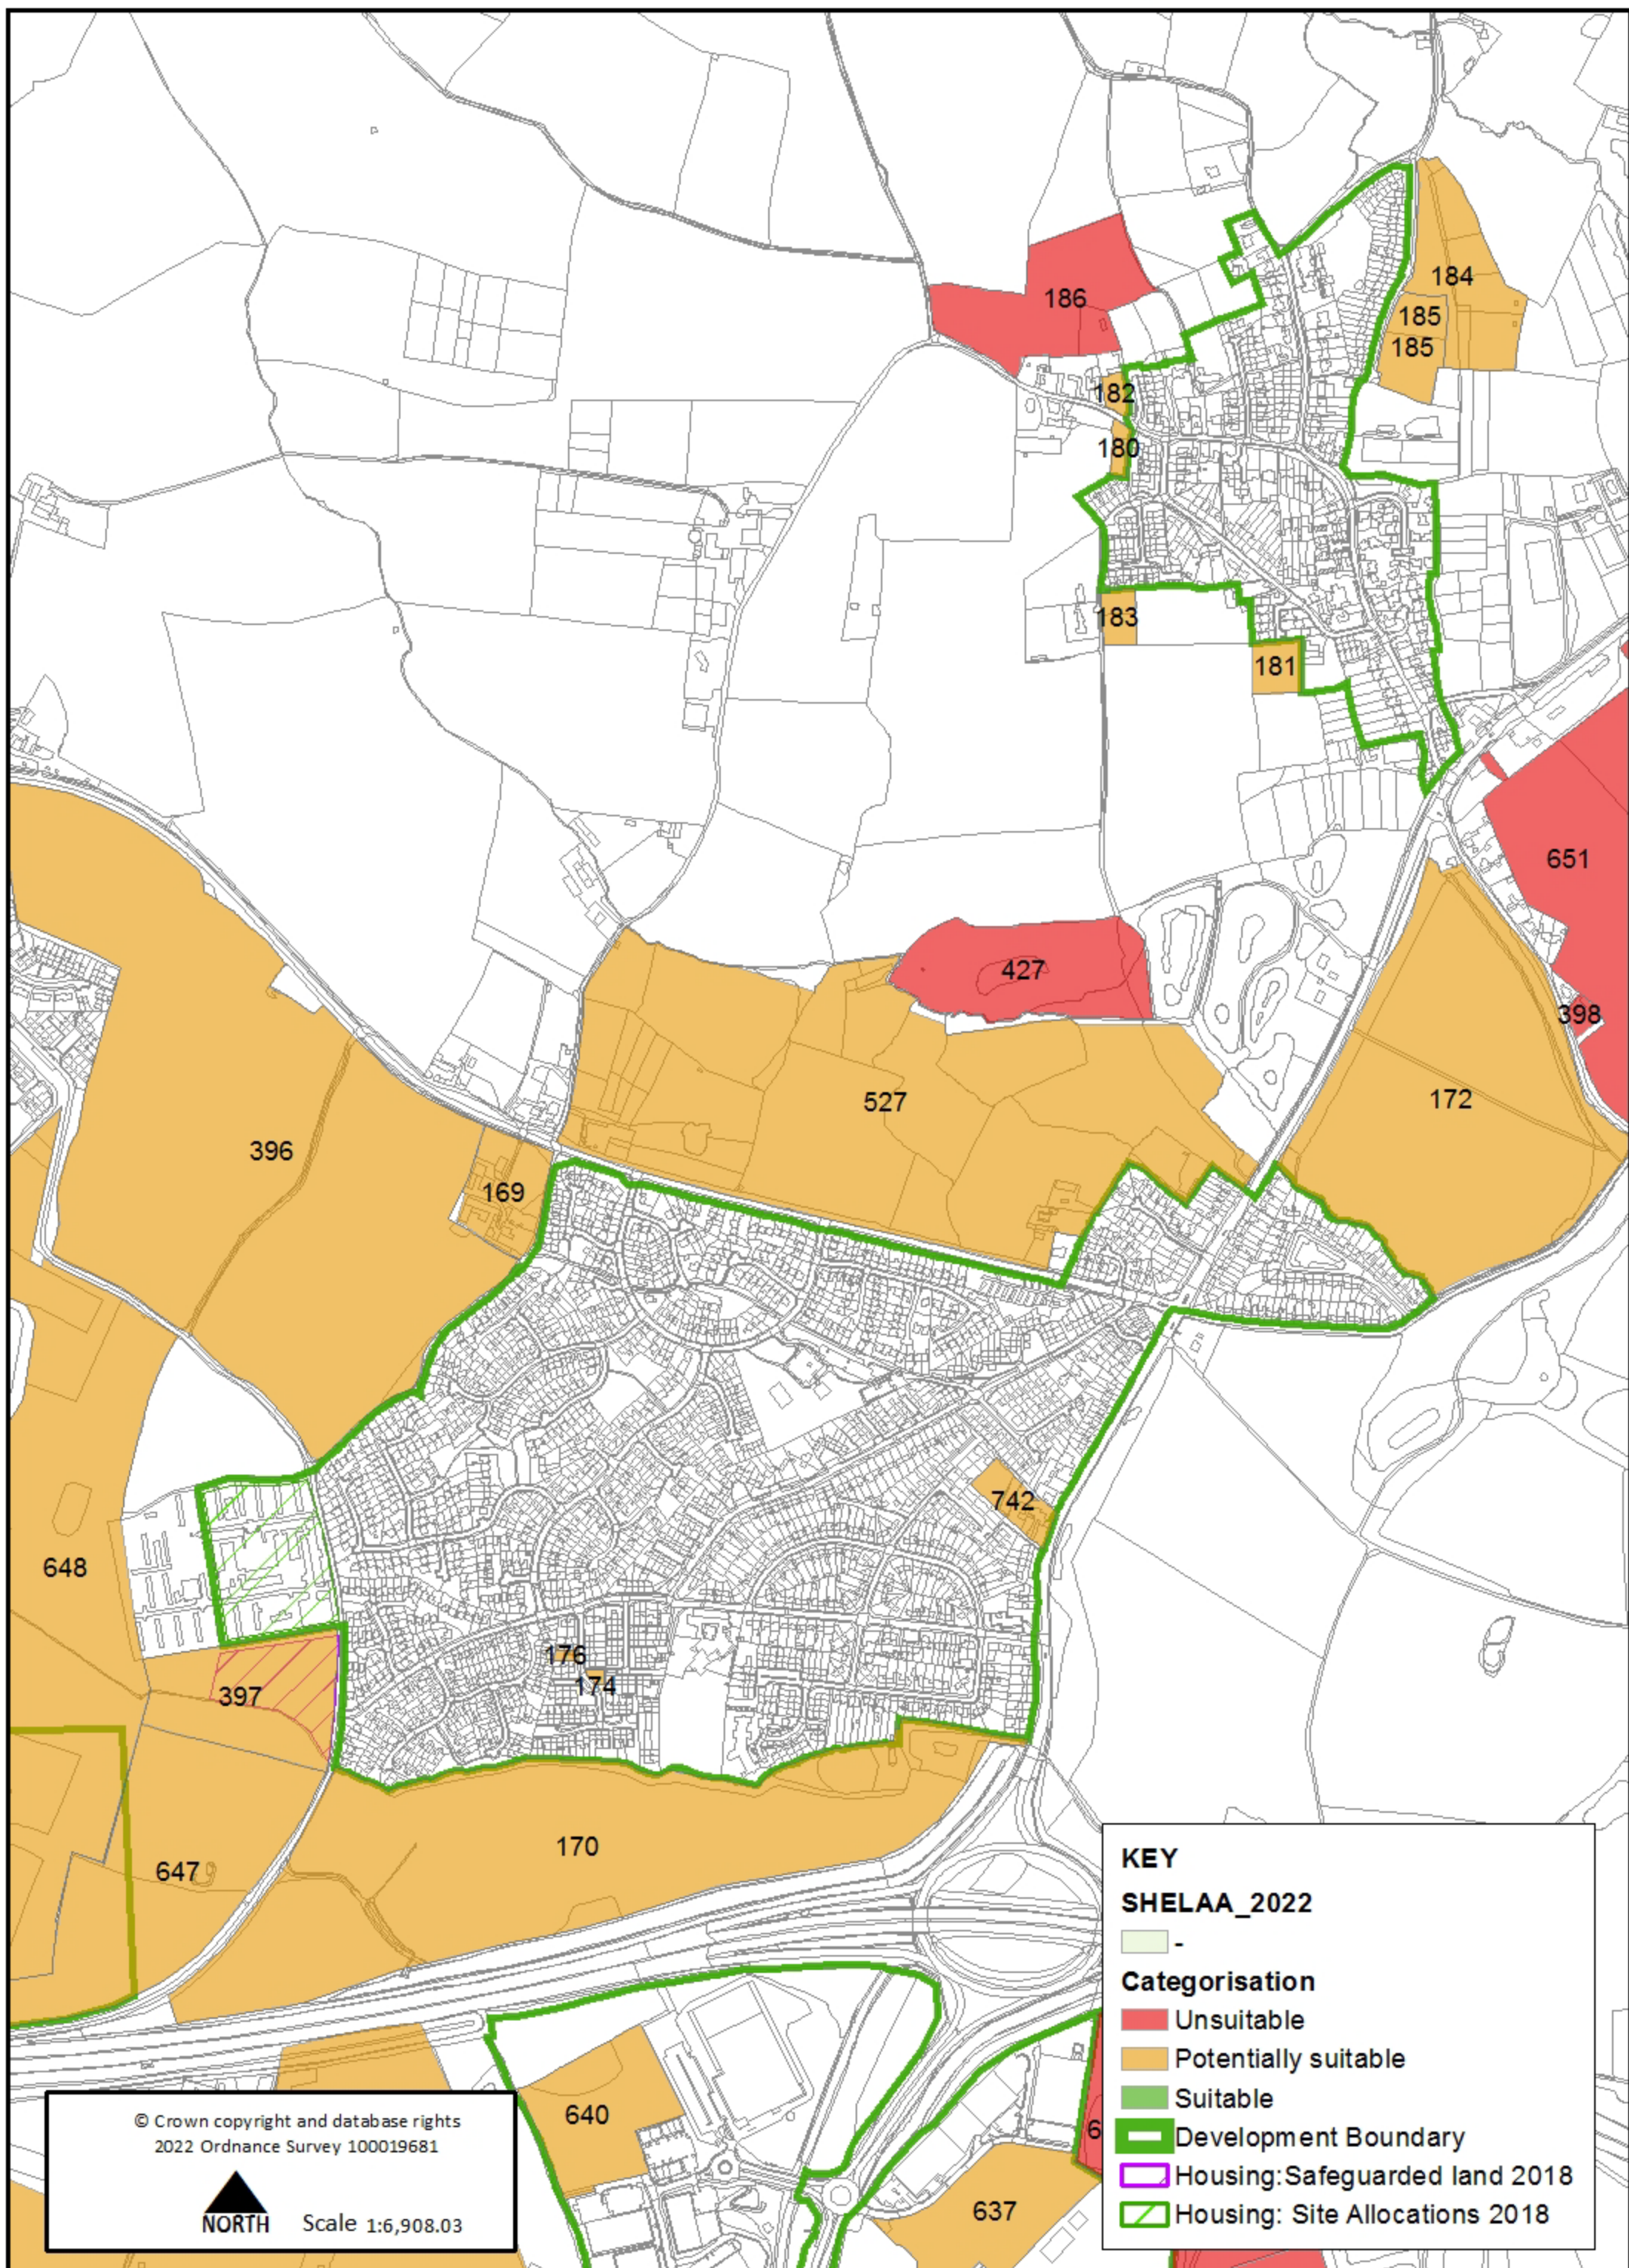 184
186
185
185
182
180
183
181
651
427
398
527
172
396
169
742
648
176
174
397
170
647
640
637
6
KEY
SHELAA_2022
-
Categorisation
Unsuitable
Potentially suitable
Suitable
Development Boundary
Housing:Safeguarded land 2018
Housing: Site Allocations 2018
© Crown copyright and database rights
2022 Ordnance Survey 100019681
NORTH Scale 1:6,908.03